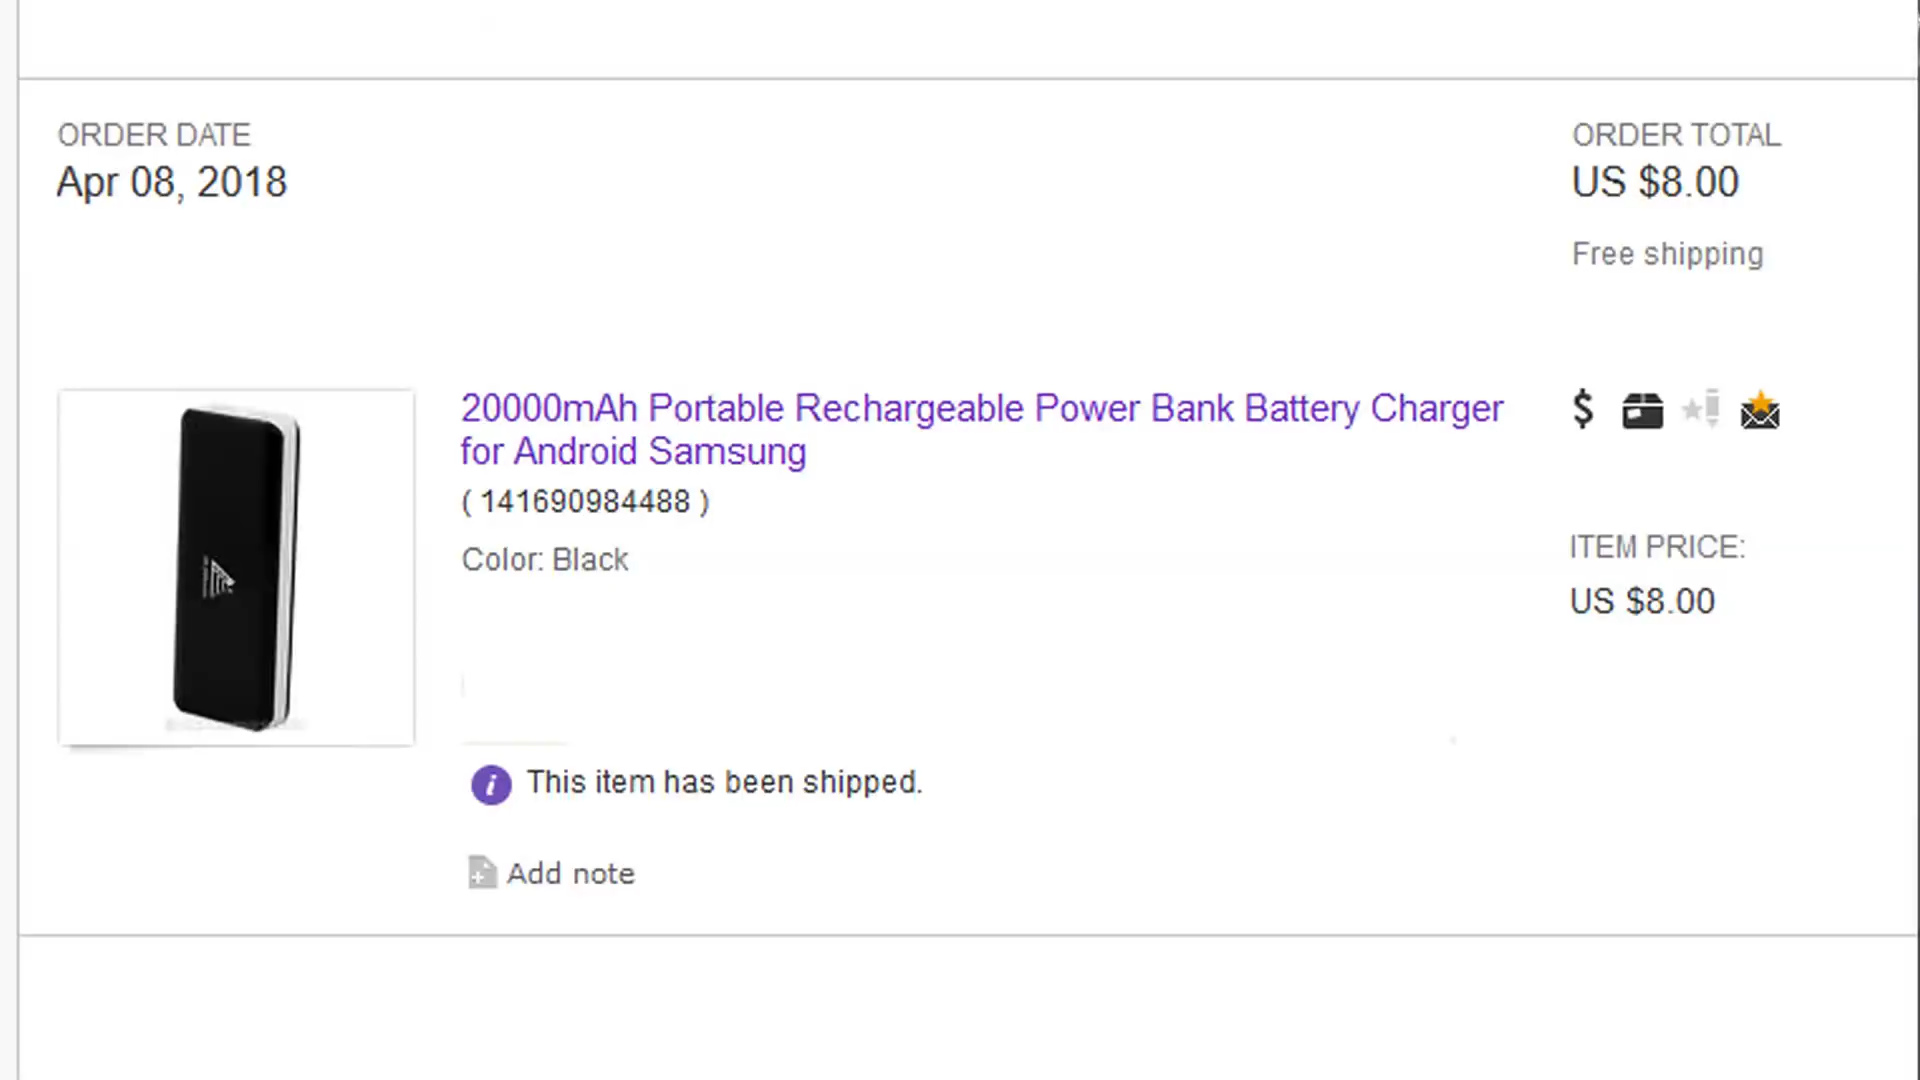 ORDER DATE
Apr 08, 2018
ORDER TOTAL
US $8.00
Free shipping
20000mAh Portable Rechargeable Power Bank Battery Charger
for Android Samsung
( 141690984488 )
Color: Black
ITEM PRICE:
US $8.00
This item has been shipped.
Add note